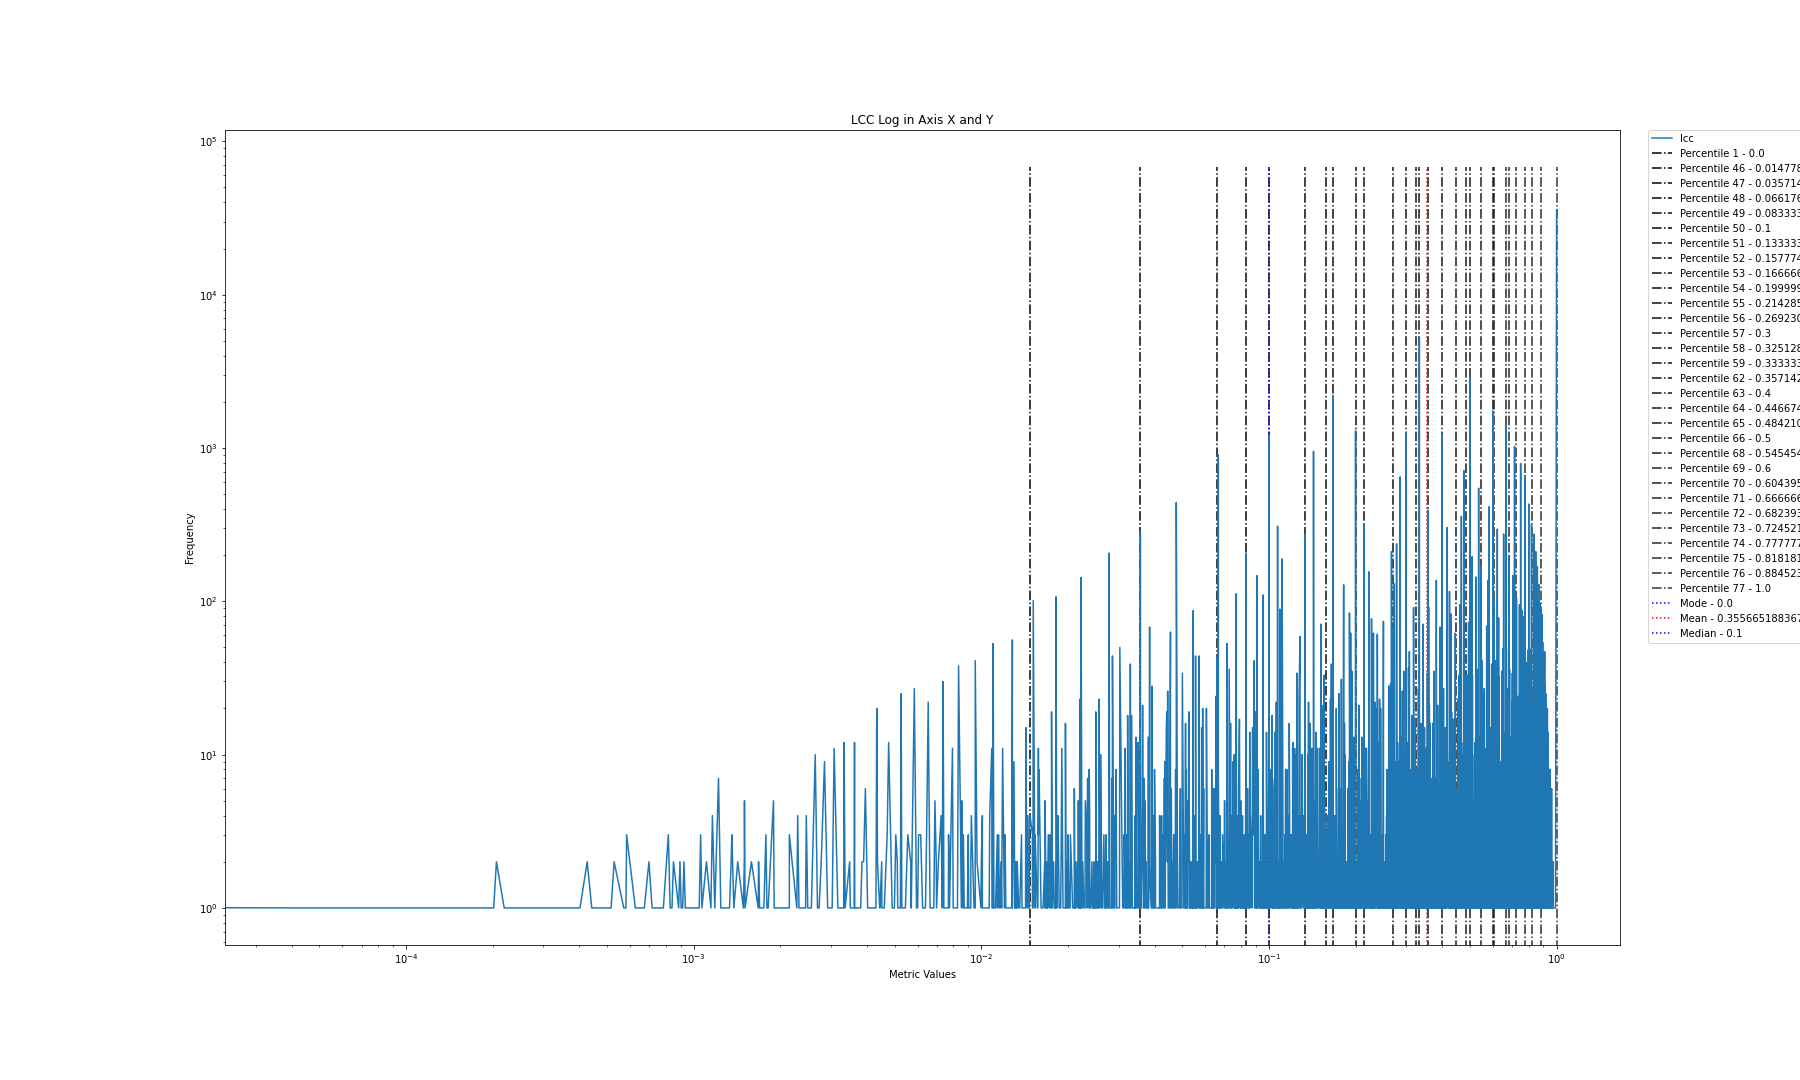 LCC Log in Axis X and Y
10^5
10^4
10^3
10^2
10^1
10^0
Frequency
10^-4
10^-3
10^-2
10^-1
10^0
Metric Values
lcc
Percentile 1 - 0.0
Percentile 46 - 0.014778
Percentile 47 - 0.035714
Percentile 48 - 0.066176
Percentile 49 - 0.083333
Percentile 50 - 0.1
Percentile 51 - 0.133333
Percentile 52 - 0.157774
Percentile 53 - 0.166666
Percentile 54 - 0.199999
Percentile 55 - 0.214285
Percentile 56 - 0.269230
Percentile 57 - 0.3
Percentile 58 - 0.325128
Percentile 59 - 0.333333
Percentile 62 - 0.357142
Percentile 63 - 0.4
Percentile 64 - 0.446674
Percentile 65 - 0.484210
Percentile 66 - 0.5
Percentile 68 - 0.545454
Percentile 69 - 0.6
Percentile 70 - 0.604395
Percentile 71 - 0.666666
Percentile 72 - 0.682393
Percentile 73 - 0.724521
Percentile 74 - 0.777777
Percentile 75 - 0.818181
Percentile 76 - 0.884523
Percentile 77 - 1.0
Mode - 0.0
Mean - 0.355665188367
Median - 0.1